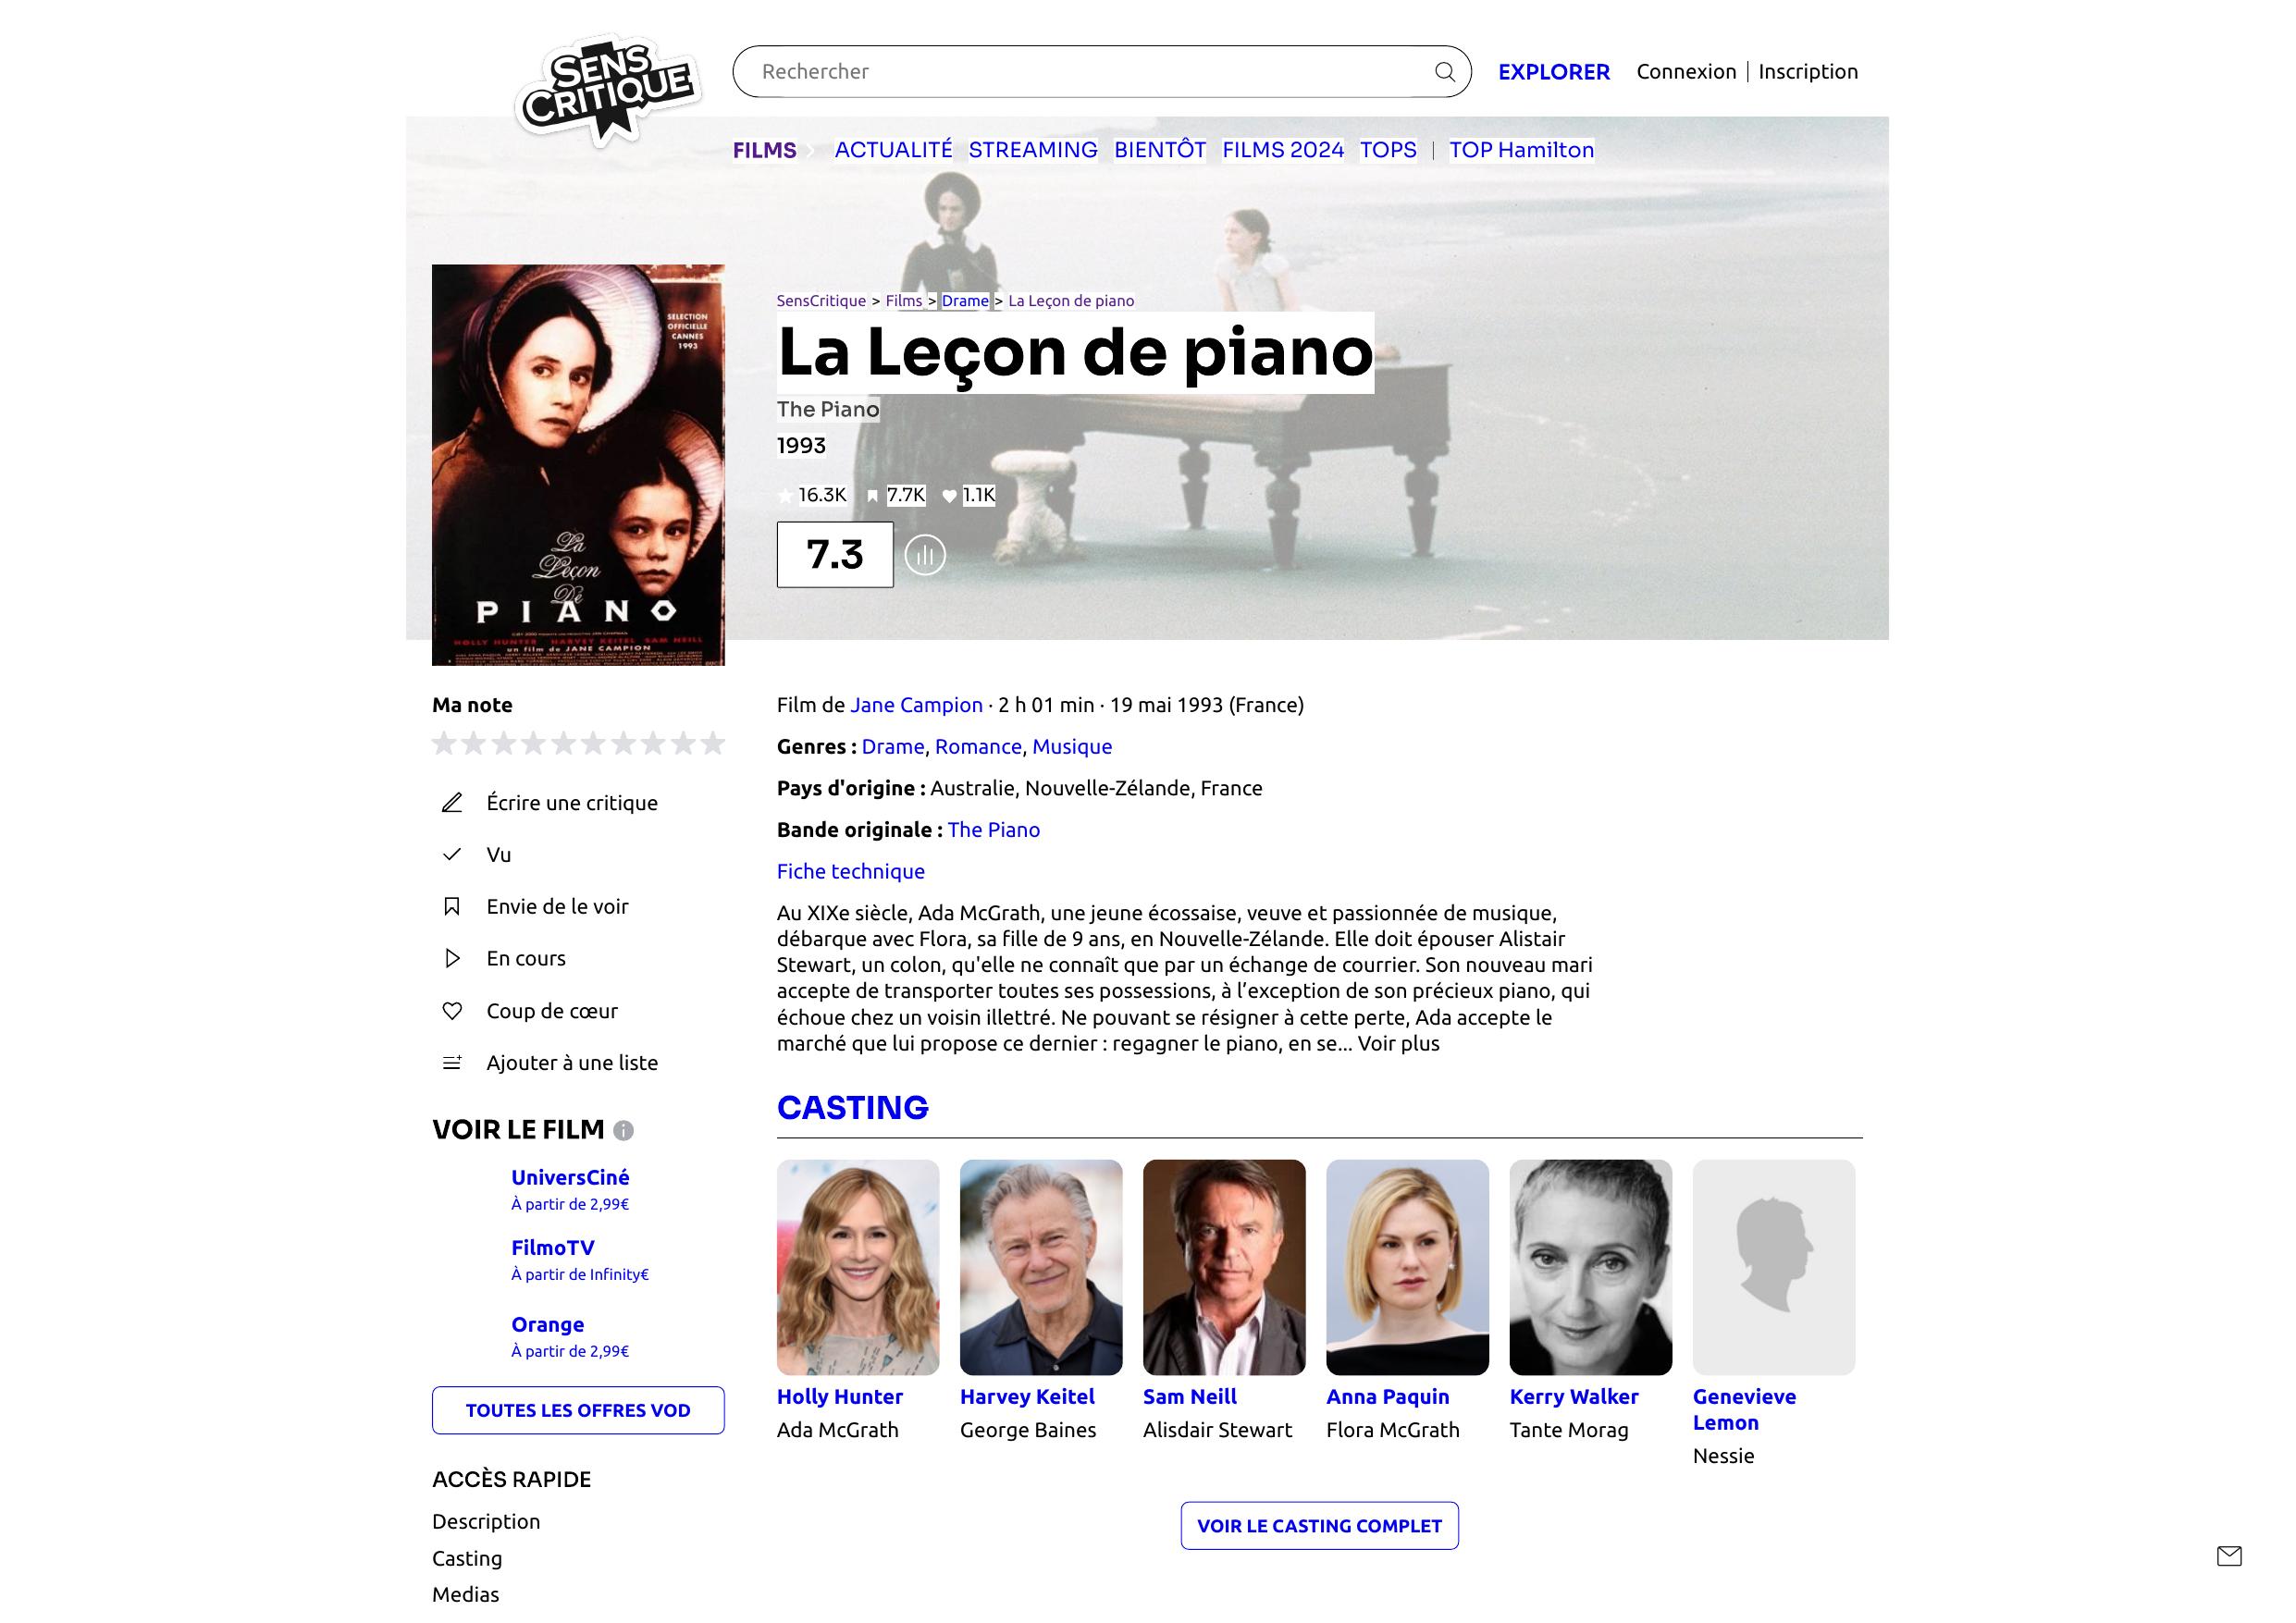 SENS
CRITIQUE
Rechercher
EXPLORER
Connexion
Inscription
FILMS
ACTUALITÉ
STREAMING
BIENTÔT
FILMS 2024
TOPS
TOP Hamilton
SELECTION
OFFICIELLE
CANNES
1993
La
Leçon
De
PIANO
HOLLY HUNTER HARVEY KEITEL SAM NEILL
un film de JANE CAMPION
SensCritique > Films > Drame > La Leçon de piano
La Leçon de piano
The Piano
1993
16.3K 7.7K 1.1K
7.3
Ma note
Écrire une critique
Vu
Envie de le voir
En cours
Coup de cœur
Ajouter à une liste
VOIR LE FILM
UniversCiné
À partir de 2,99€
FilmoTV
À partir de Infinity€
Orange
À partir de 2,99€
TOUTES LES OFFRES VOD
ACCÈS RAPIDE
Description
Casting
Medias
Film de Jane Campion · 2 h 01 min · 19 mai 1993 (France)
Genres : Drame, Romance, Musique
Pays d'origine : Australie, Nouvelle-Zélande, France
Bande originale : The Piano
Fiche technique
Au XIXe siècle, Ada McGrath, une jeune écossaise, veuve et passionnée de musique,
débarque avec Flora, sa fille de 9 ans, en Nouvelle-Zélande. Elle doit épouser Alistair
Stewart, un colon, qu'elle ne connaît que par un échange de courrier. Son nouveau mari
accepte de transporter toutes ses possessions, à l’exception de son précieux piano, qui
échoue chez un voisin illettré. Ne pouvant se résigner à cette perte, Ada accepte le
marché que lui propose ce dernier : regagner le piano, en se... Voir plus
CASTING
Holly Hunter
Ada McGrath
Harvey Keitel
George Baines
Sam Neill
Alisdair Stewart
Anna Paquin
Flora McGrath
Kerry Walker
Tante Morag
Genevieve
Lemon
Nessie
VOIR LE CASTING COMPLET